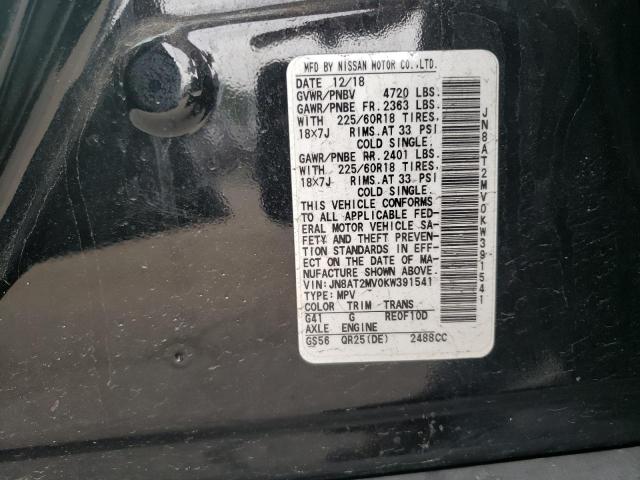 MFD BY NISSAN MOTOR CO.,LTD.
DATE 12/18
GVWR/PNBV 4720 LBS.
GAWR/PNBE FR. 2363 LBS.
WITH 225/60R18 TIRES,
18X7J RIMS.AT 33 PSI
COLD SINGLE.
GAWR/PNBE RR. 2401 LBS.
WITH 225/60R18 TIRES,
18X7J RIMS.AT 33 PSI
COLD SINGLE.
THIS VEHICLE CONFORMS
TO ALL APPLICABLE FED-
ERAL MOTOR VEHICLE SA-
FETY AND THEFT PREVEN-
TION STANDARDS IN EFF-
ECT ON THE DATE OF MA-
NUFACTURE SHOWN ABOVE.
VIN:JN8AT2MV0KW391541
TYPE:MPV
COLOR TRIM TRANS
G41 G RE0F10D
AXLE ENGINE
GS56 QR25(DE) 2488CC
JN8AT2MV0KW391541